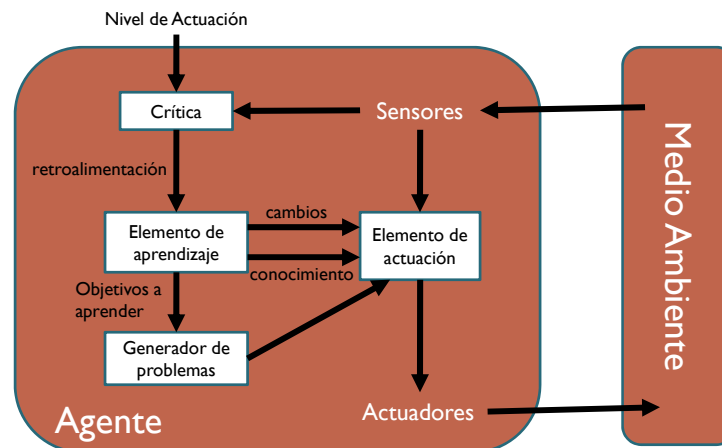 Nivel de Actuación
Crítica
Sensores
retroalimentación
cambios
Elemento de
aprendizaje
Elemento de
actuación
conocimiento
Objetivos a
aprender
Generador de
problemas
Agente
Actuadores
Medio Ambiente